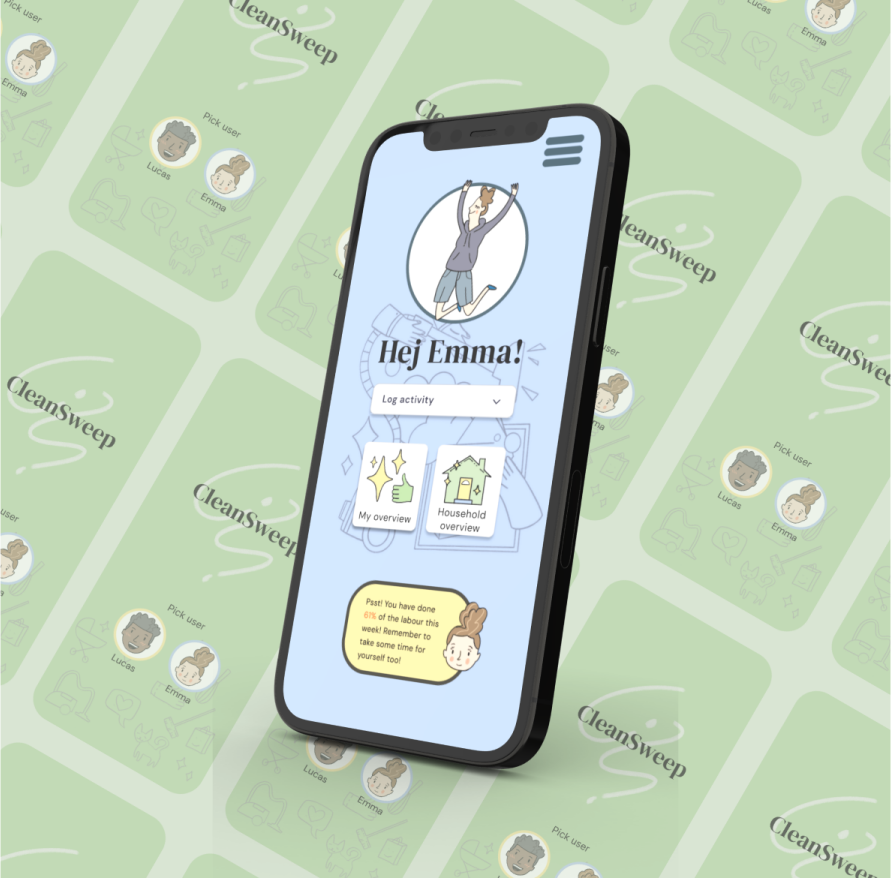 Pick user
Emma
CleanSweep
Lucas
Emma
Pick user
Lucas
Emma
Hej Emma!
Log activity
My overview
Household
overview
Psst! You have done
61% of the labour this
week! Remember to
take some time for
yourself too!
CleanSweep
CleanSweep
CleanSweep
CleanSweep
Pick user
Lucas
Emma
Pick user
Lucas
Emma
Lucas
Emma
CleanSweep
CleanSweep
Pick user
Lucas